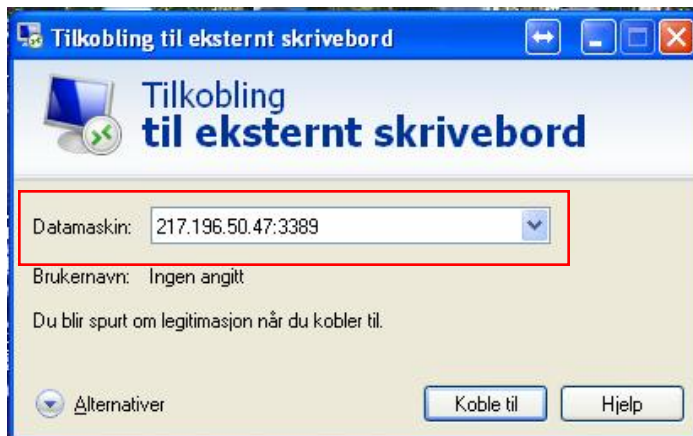 Tilkobling til eksternt skrivebord
Tilkobling
til eksternt skrivebord
Datamaskin: 217.196.50.47:3389
Brukernavn: Ingen angitt
Du blir spurt om legitimasjon når du kobler til.
Alternativer Koble til Hjelp